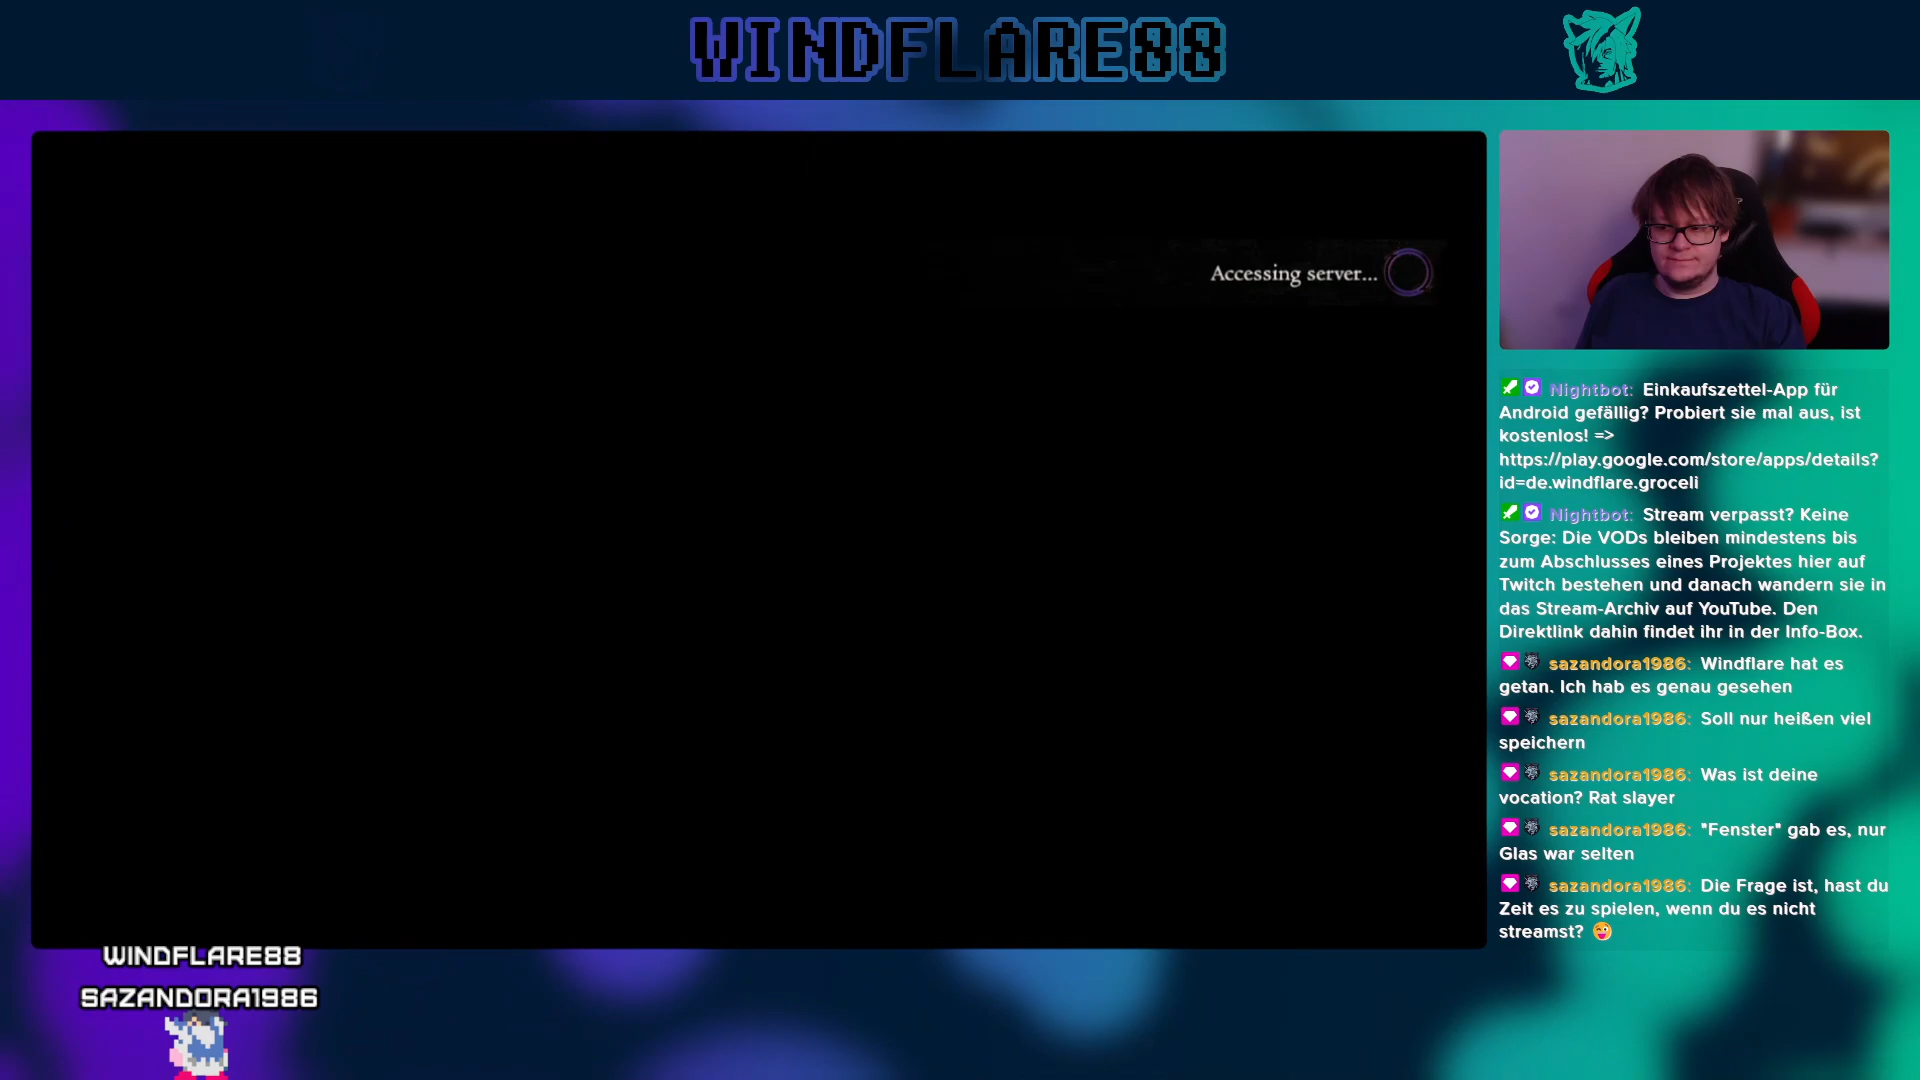 WINDFLARE88
Accessing server...
Nightbot: Einkaufszettel-App für
Android gefällig? Probiert sie mal aus, ist
kostenlos! =>
https://play.google.com/store/apps/details?
id=de.windflare.groceli
Nightbot: Stream verpasst? Keine
Sorge: Die VODs bleiben mindestens bis
zum Abschlusses eines Projektes hier auf
Twitch bestehen und danach wandern sie in
das Stream-Archiv auf YouTube. Den
Direktlink dahin findet ihr in der Info-Box.
sazandora1986: Windflare hat es
getan. Ich hab es genau gesehen
sazandora1986: Soll nur heißen viel
speichern
sazandora1986: Was ist deine
vocation? Rat slayer
sazandora1986: "Fenster" gab es, nur
Glas war selten
sazandora1986: Die Frage ist, hast du
Zeit es zu spielen, wenn du es nicht
streamst? 😜
WINDFLARE88
SAZANDORA1986